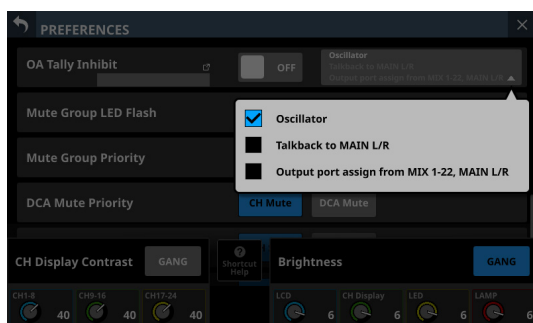 PREFERENCES
OA Tally Inhibit
OFF
Oscillator
Talkback to MAIN L/R
Output port assign from MIX 1-22, MAIN L/R
Mute Group LED Flash
Oscillator
Talkback to MAIN L/R
Output port assign from MIX 1-22, MAIN L/R
Mute Group Priority
DCA Mute Priority
CH Mute
DCA Mute
CH Display Contrast
GANG
Shortcut
Help
Brightness
GANG
CH1-8
CH9-16
CH17-24
LCD
CH Display
LED
LAMP
40
40
40
6
6
6
6